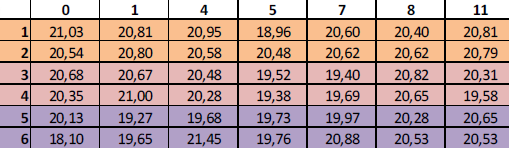 0 1 4 5 7 8 11
1 21,03 20,81 20,95 18,96 20,60 20,40 20,81
2 20,54 20,80 20,58 20,48 20,62 20,62 20,79
3 20,68 20,67 20,48 19,52 19,40 20,82 20,31
4 20,35 21,00 20,28 19,38 19,69 20,65 19,58
5 20,13 19,27 19,68 19,73 19,97 20,28 20,65
6 18,10 19,65 21,45 19,76 20,88 20,53 20,53